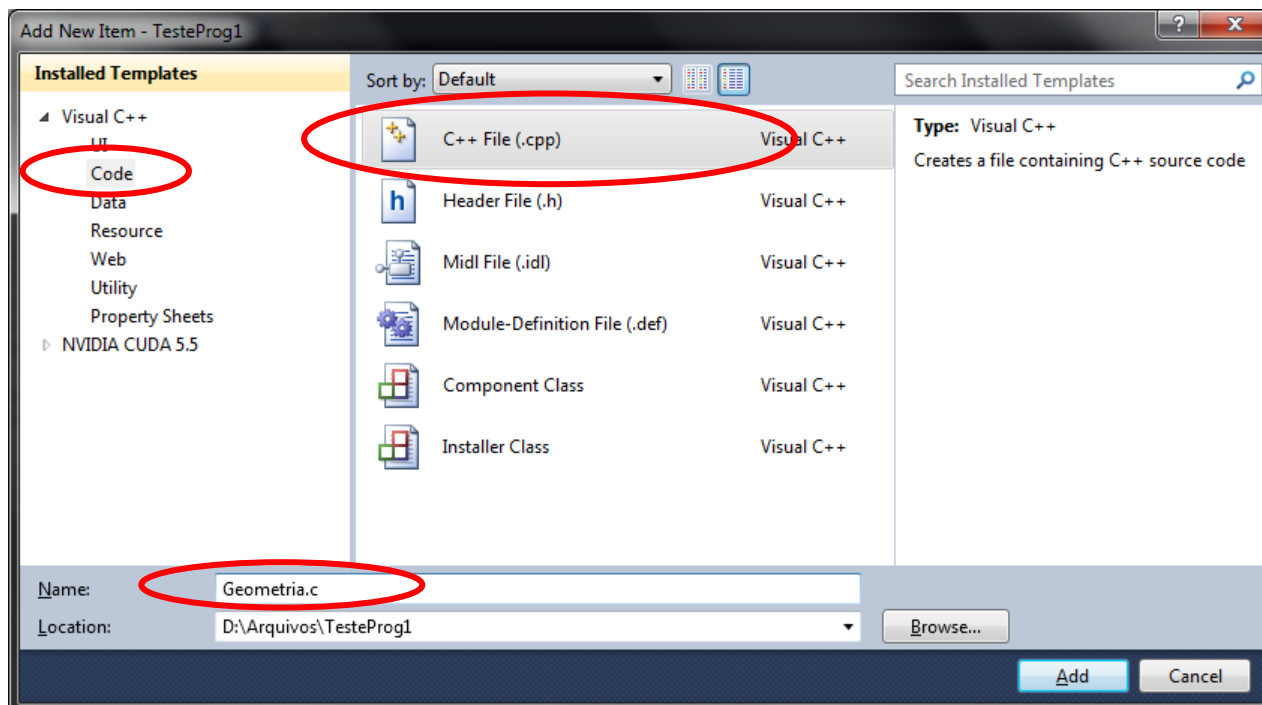 Add New Item - TesteProg1
Installed Templates
Visual C++
UI
Code
Data
Resource
Web
Utility
Property Sheets
NVIDIA CUDA 5.5
Sort by: Default
Search Installed Templates
C++ File (.cpp) Visual C++
Header File (.h) Visual C++
Midl File (.idl) Visual C++
Module-Definition File (.def) Visual C++
Component Class Visual C++
Installer Class Visual C++
Type: Visual C++
Creates a file containing C++ source code
Name: Geometria.c
Location: D:\Arquivos\TesteProg1
Browse...
Add Cancel